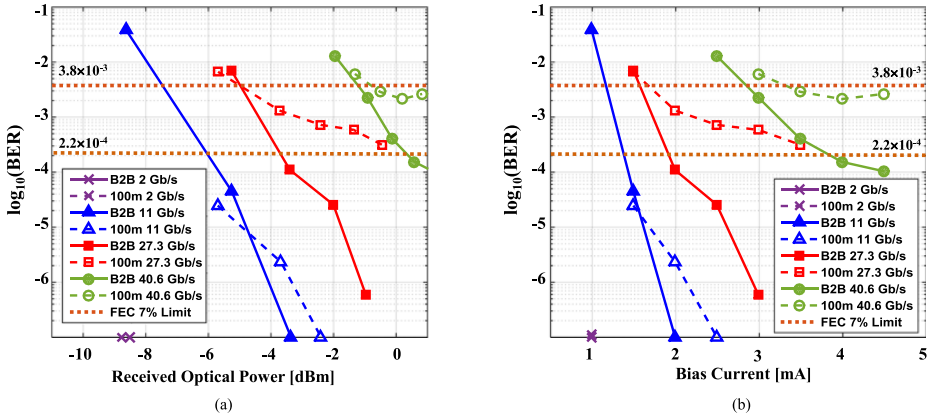 -1
-2
3.8×10⁻³
-3
2.2×10⁻⁴
-4
-5
-6
log₁₀(BER)
B2B 2 Gb/s
100m 2 Gb/s
B2B 11 Gb/s
100m 11 Gb/s
B2B 27.3 Gb/s
100m 27.3 Gb/s
B2B 40.6 Gb/s
100m 40.6 Gb/s
FEC 7% Limit
-10 -8 -6 -4 -2 0
Received Optical Power [dBm]
(a)
-1
-2
3.8×10⁻³
-3
2.2×10⁻⁴
-4
-5
-6
log₁₀(BER)
B2B 2 Gb/s
100m 2 Gb/s
B2B 11 Gb/s
100m 11 Gb/s
B2B 27.3 Gb/s
100m 27.3 Gb/s
B2B 40.6 Gb/s
100m 40.6 Gb/s
FEC 7% Limit
1 2 3 4 5
Bias Current [mA]
(b)